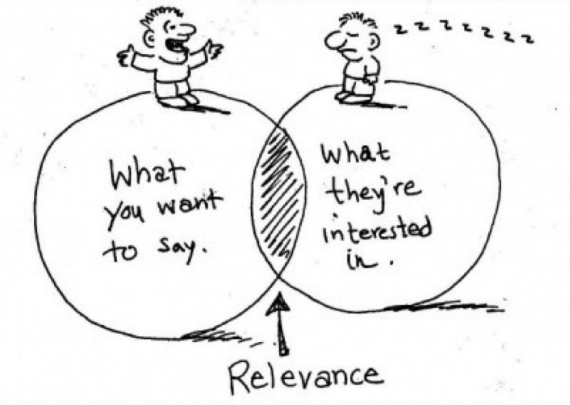 z z z z z z z
What
you want
to say.
What
they're
interested
in.
Relevance